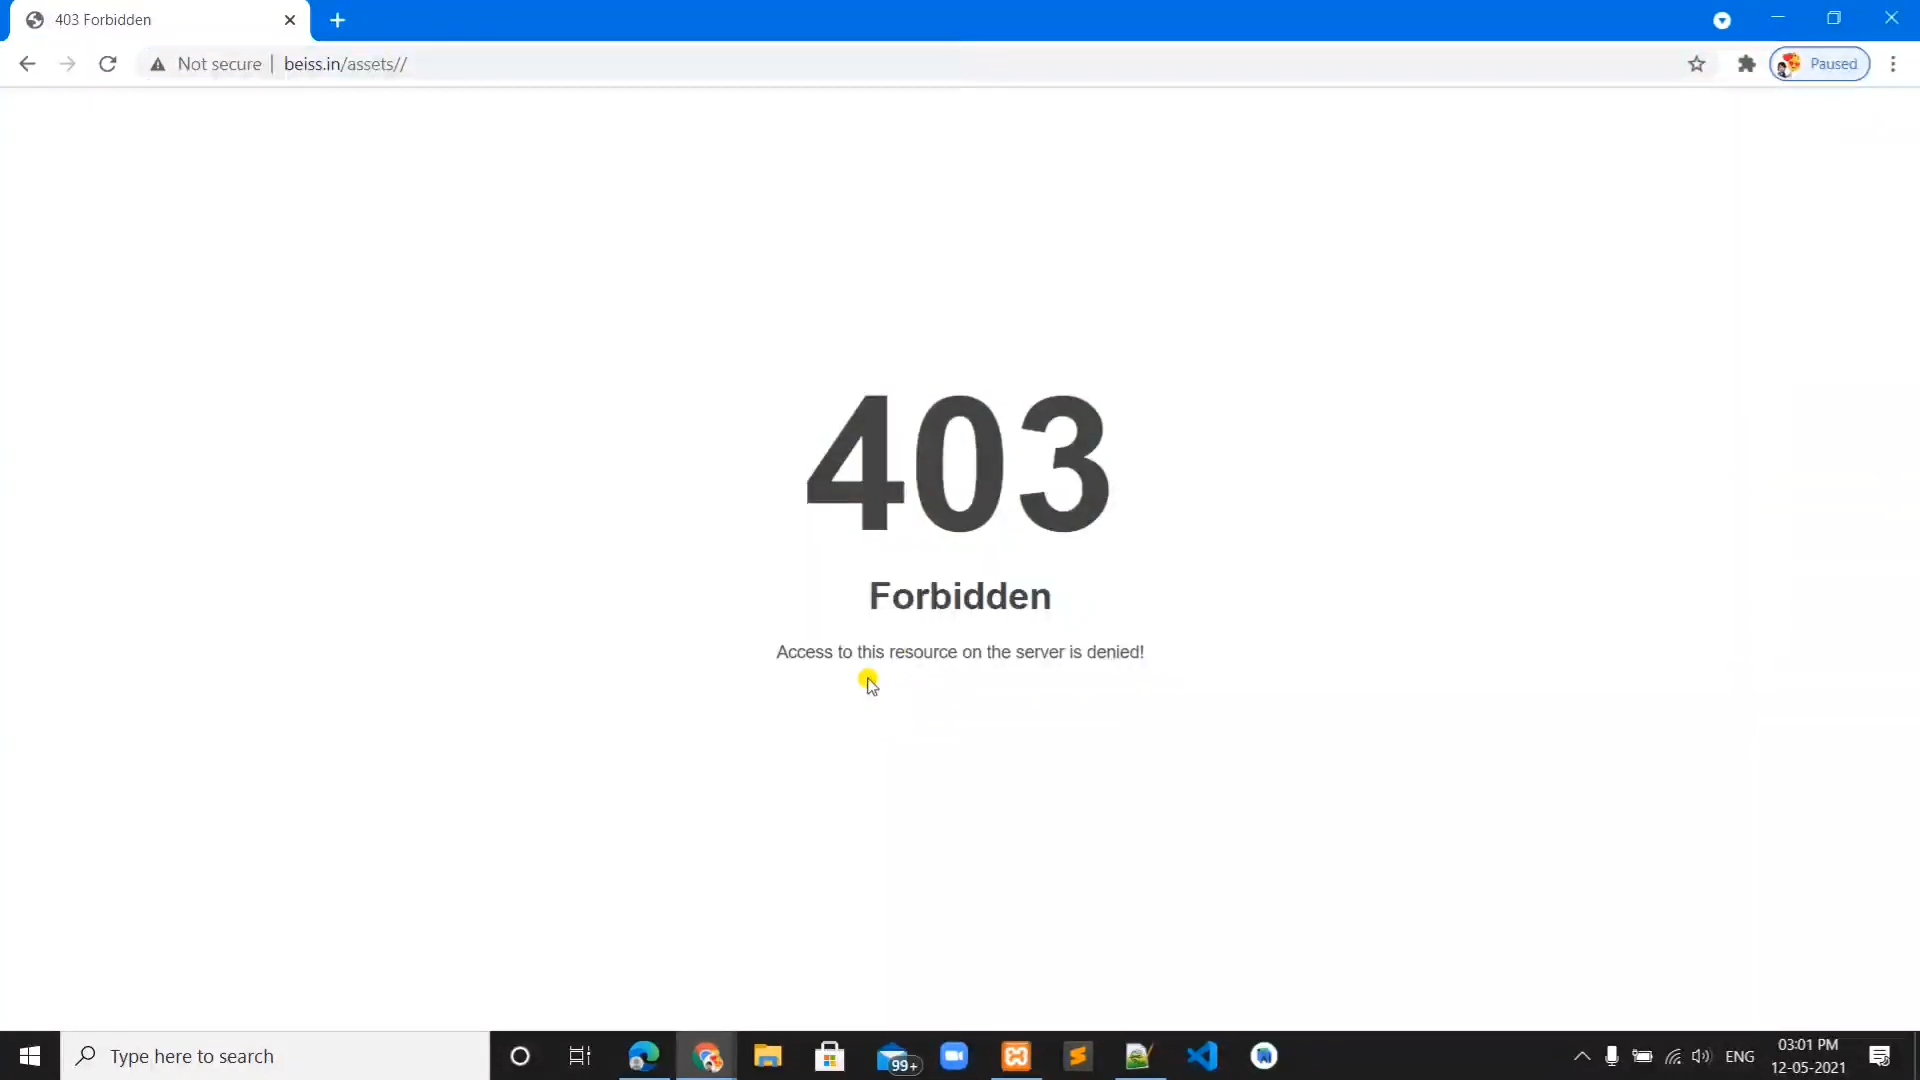 403 Forbidden
Not secure | beiss.in/assets//
Paused
403
Forbidden
Access to this resource on the server is denied!
Type here to search
99+
ENG
03:01 PM
12-05-2021